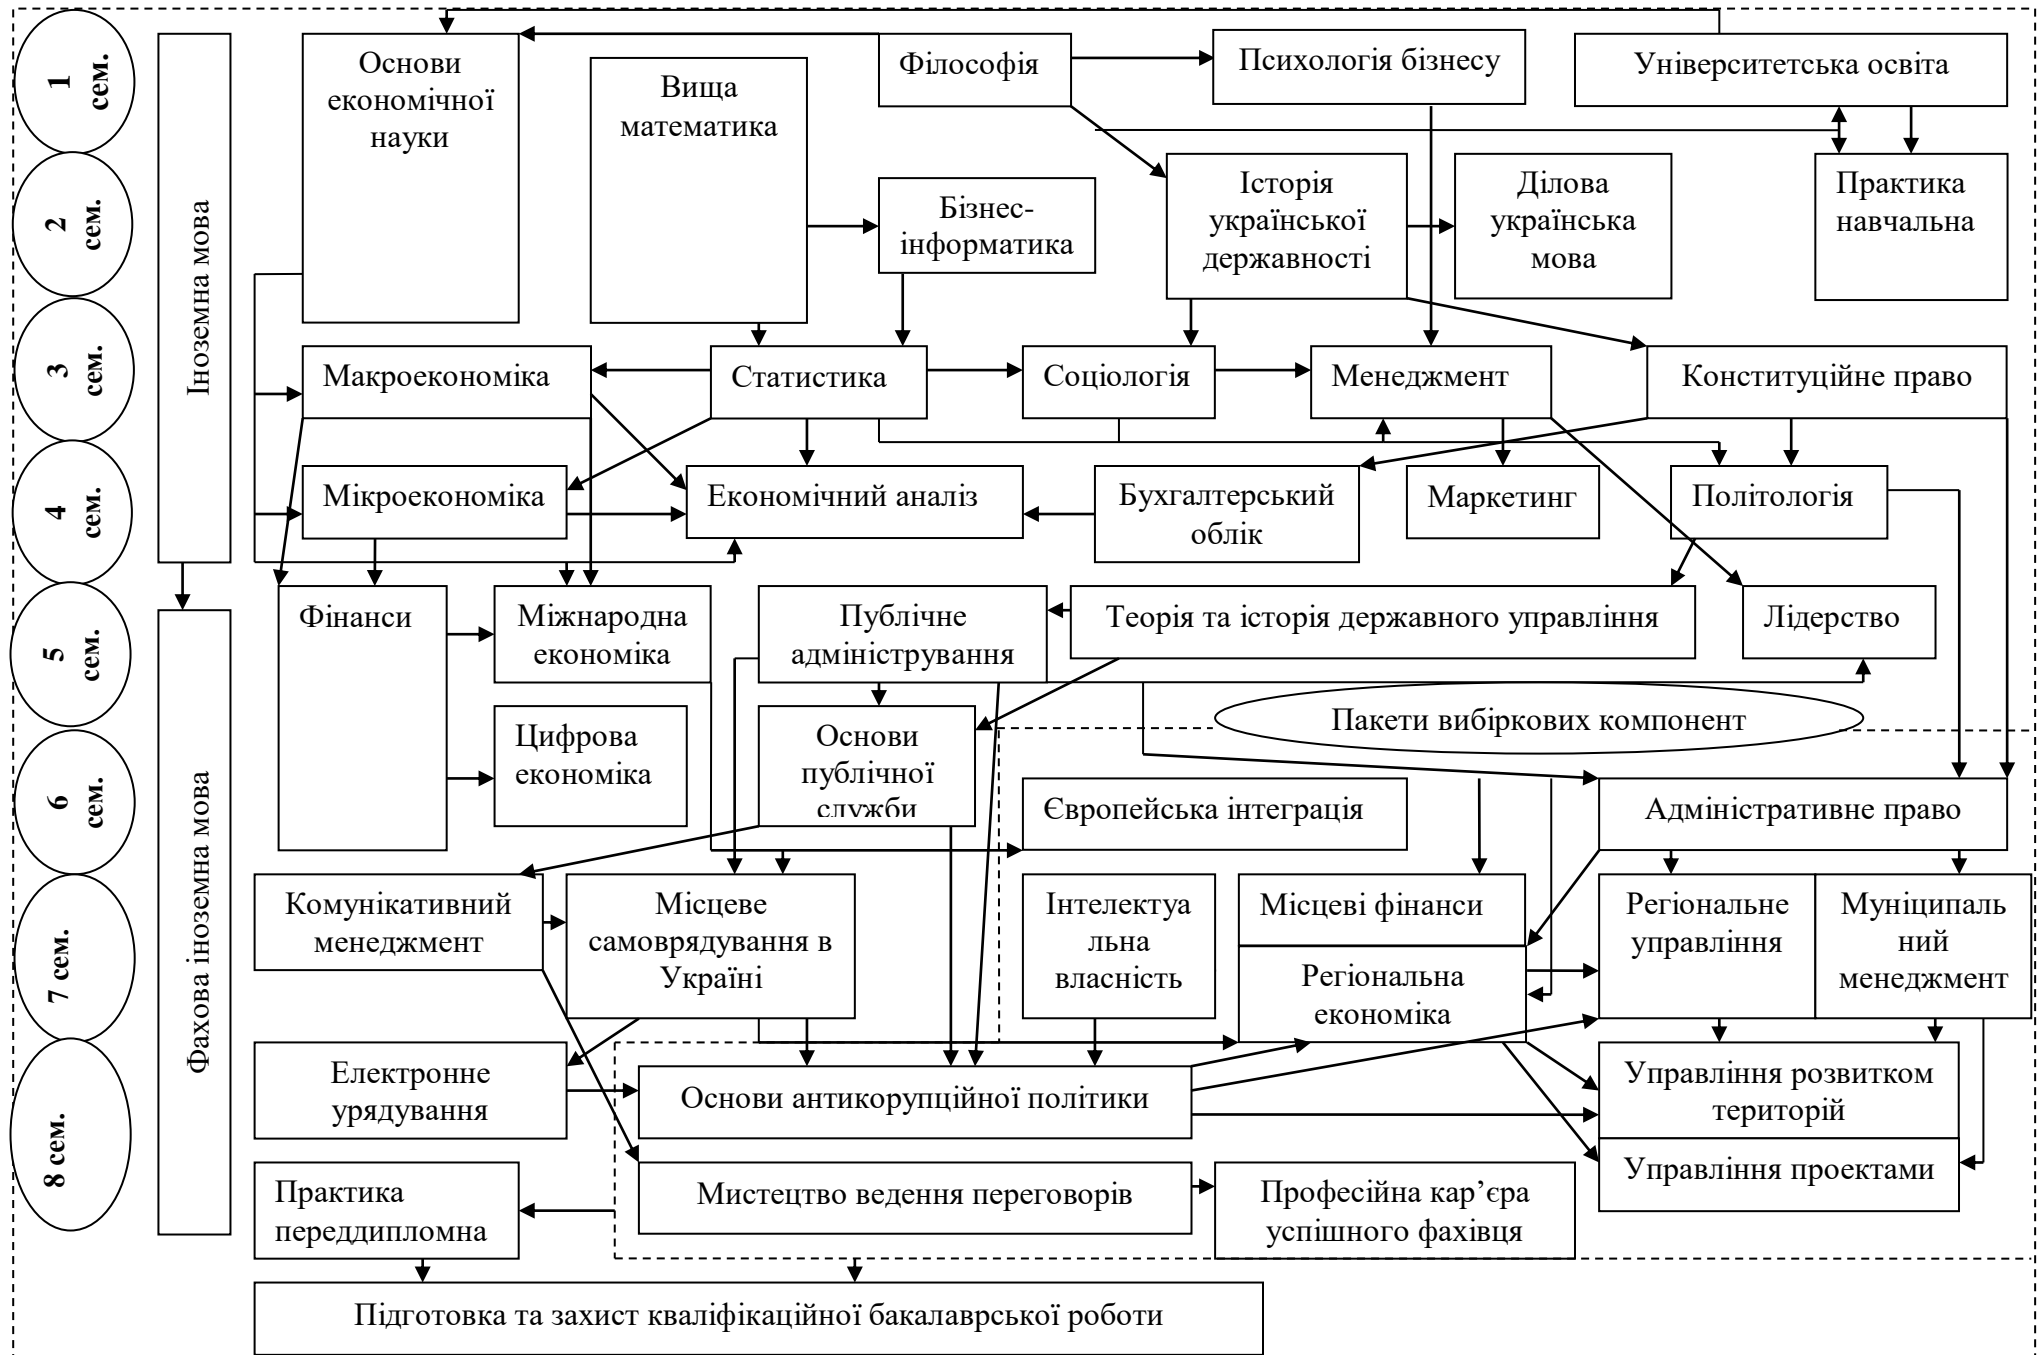 1
сем.
Основи
економічної
науки
Вища
математика
Філософія
Психологія бізнесу
Університетська освіта
2
сем.
Іноземна мова
Бізнес-
інформатика
Історія
української
державності
Ділова
українська
мова
Практика
навчальна
3
сем.
Макроекономіка
Статистика
Соціологія
Менеджмент
Конституційне право
4
сем.
Мікроекономіка
Економічний аналіз
Бухгалтерський
облік
Маркетинг
Політологія
5
сем.
Фінанси
Міжнародна
економіка
Публічне
адміністрування
Теорія та історія державного управління
Лідерство
Пакети вибіркових компонент
6
сем.
Фахова іноземна мова
Цифрова
економіка
Основи
публічної
служби
Європейська інтеграція
Адміністративне право
7 сем.
Комунікативний
менеджмент
Місцеве
самоврядування в
Україні
Інтелектуа
льна
власність
Місцеві фінанси
Регіональна
економіка
Регіональне
управління
Муніципаль
ний
менеджмент
8 сем.
Електронне
урядування
Основи антикорупційної політики
Управління розвитком
територій
Управління проектами
Практика
переддипломна
Мистецтво ведення переговорів
Професійна кар’єра
успішного фахівця
Підготовка та захист кваліфікаційної бакалаврської роботи